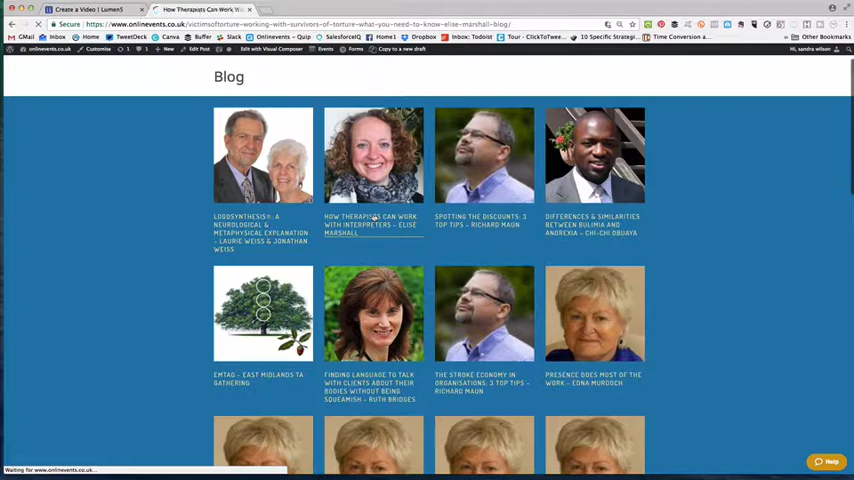 Create a Video | Lumen5
How Therapists Can Work W
https://www.onlinevents.co.uk/victimsoftorture-working-with-survivors-of-torture-what-you-need-to-know-elise-marshall-blog/
GMail Inbox Home TweetDeck Buffer Onlinevents - Quip SalesforceIQ Home1 Dropbox Inbox: Todoist Tour - ClickToTwee 10 Specific Strategi... Time Conversion a Other Bookmarks
onlinevents.co.uk Customise 1 1 New Edit Post Edit with Visual Composer Events Forms Copy to a new draft Hi, sandra wilson
Blog
LOGOSYNTHESIS®: A
NEUROLOGICAL &
METAPHYSICAL EXPLANATION
– LAURIE WEISS & JONATHAN
WEISS
HOW THERAPISTS CAN WORK
WITH INTERPRETERS – ELISE
MARSHALL
SPOTTING THE DISCOUNTS: 3
TOP TIPS – RICHARD MAUN
DIFFERENCES & SIMILARITIES
BETWEEN BULIMIA AND
ANOREXIA – CHI-CHI OBUAYA
EMTAG – EAST MIDLANDS TA
GATHERING
FINDING LANGUAGE TO TALK
WITH CLIENTS ABOUT THEIR
BODIES WITHOUT BEING
SQUEAMISH – RUTH BRIDGES
THE STROKE ECONOMY IN
ORGANISATIONS: 3 TOP TIPS –
RICHARD MAUN
PRESENCE DOES MOST OF THE
WORK – EDNA MURDOCH
Waiting for www.onlinevents.co.uk...
Help